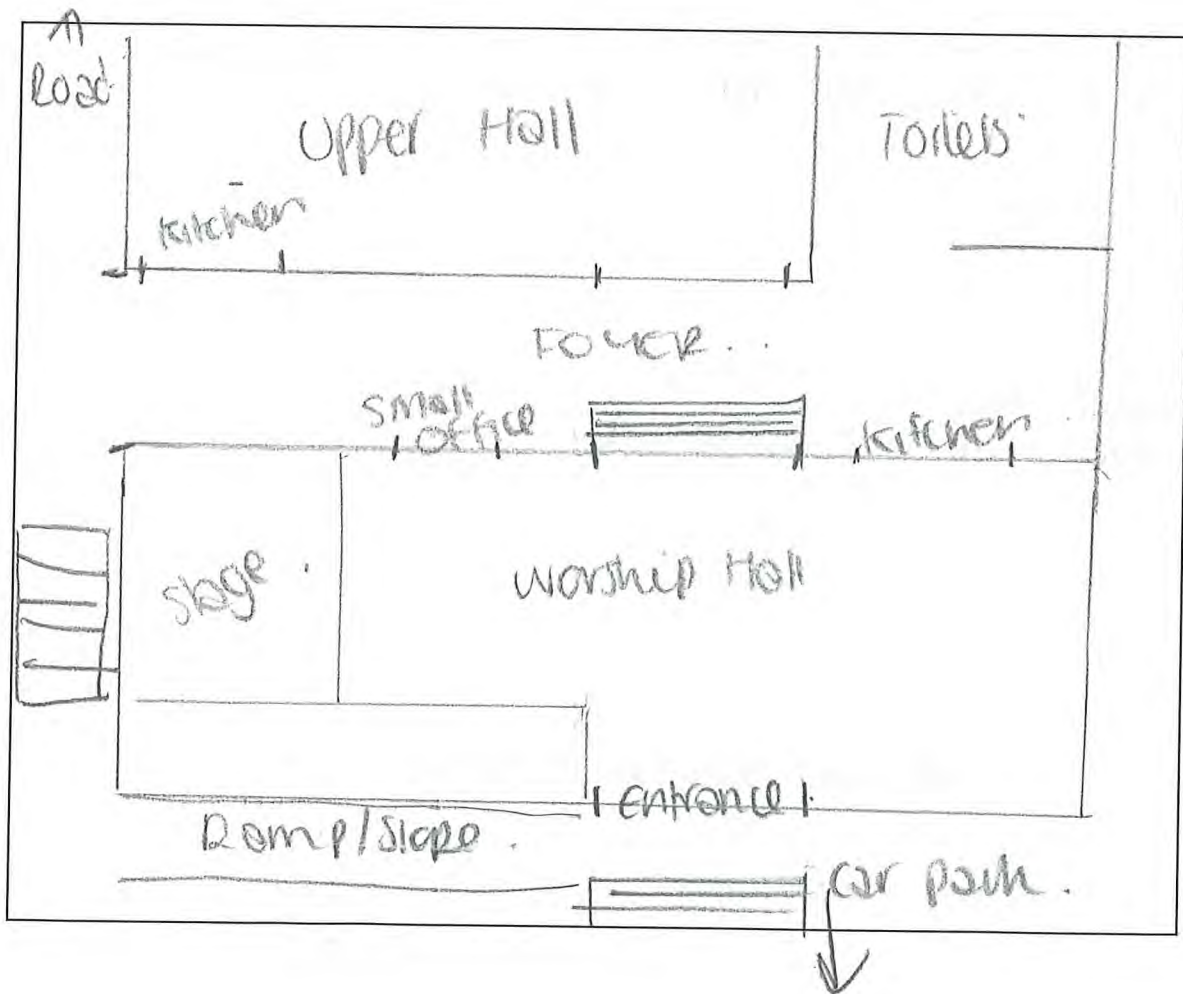 Road
Upper Hall
Toilets
Kitchen
FOYER..
Small
Office
Kitchen
Stage.
Worship Hall
Entrance
Ramp/Slope.
Car park.